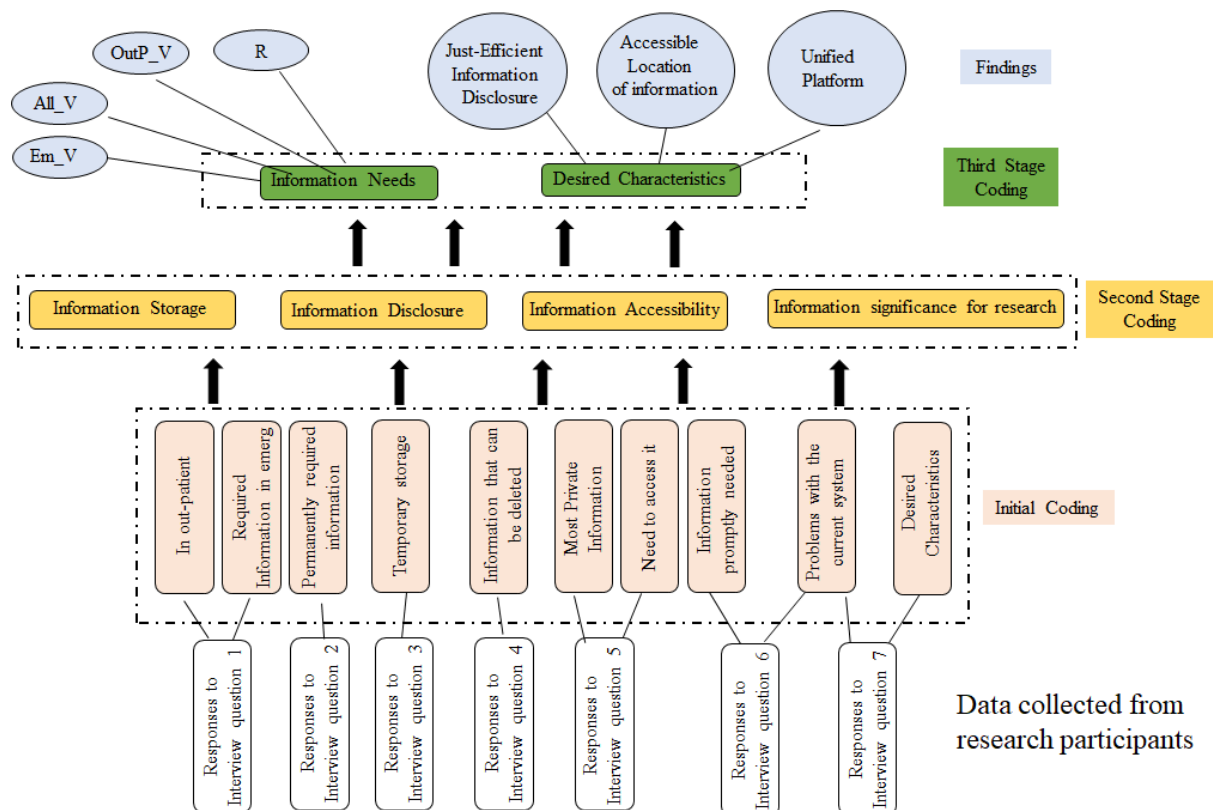 OutP_V
R
Just-Efficient
Information
Disclosure
Accessible
Location
of information
Unified
Platform
Findings
All_V
Em_V
Information Needs
Desired Characteristics
Third Stage
Coding
Information Storage
Information Disclosure
Information Accessibility
Information significance for research
Second Stage
Coding
In out-patient
Required
Information in emerg
Permanently required
information
Temporary storage
Information that can
be deleted
Most Private
Information
Need to access it
Information
promptly needed
Problems with the
current system
Desired
Characteristics
Initial Coding
Responses to
Interview question 1
Responses to
Interview question 2
Responses to
Interview question 3
Responses to
Interview question 4
Responses to
Interview question 5
Responses to
Interview question 6
Responses to
Interview question 7
Data collected from
research participants